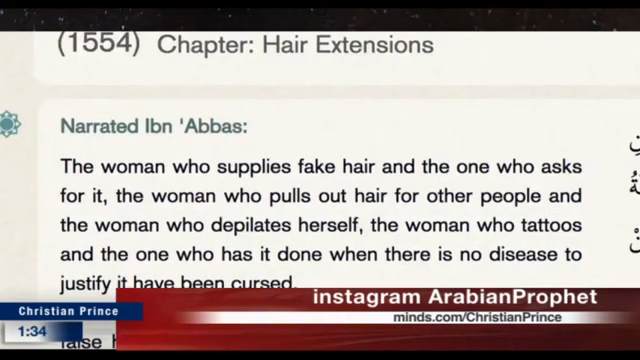 (1554) Chapter: Hair Extensions
Narrated Ibn 'Abbas:
The woman who supplies fake hair and the one who asks
for it, the woman who pulls out hair for other people and
the woman who depilates herself, the woman who tattoos
and the one who has it done when there is no disease to
justify it have been cursed.
instagram ArabianProphet
Christian Prince
minds.com/ChristianPrince
1:34